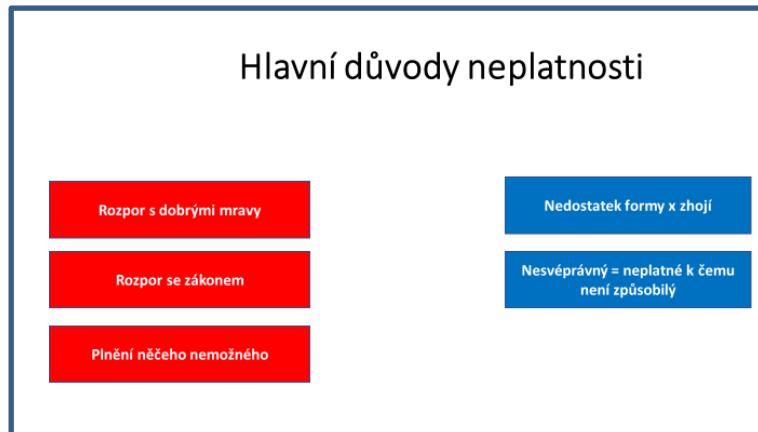 Hlavní důvody neplatnosti
Rozpor s dobrými mravy
Rozpor se zákonem
Plnění něčeho nemožného
Nedostatek formy x zhojí
Nesvéprávný = neplatné k čemu
není způsobilý